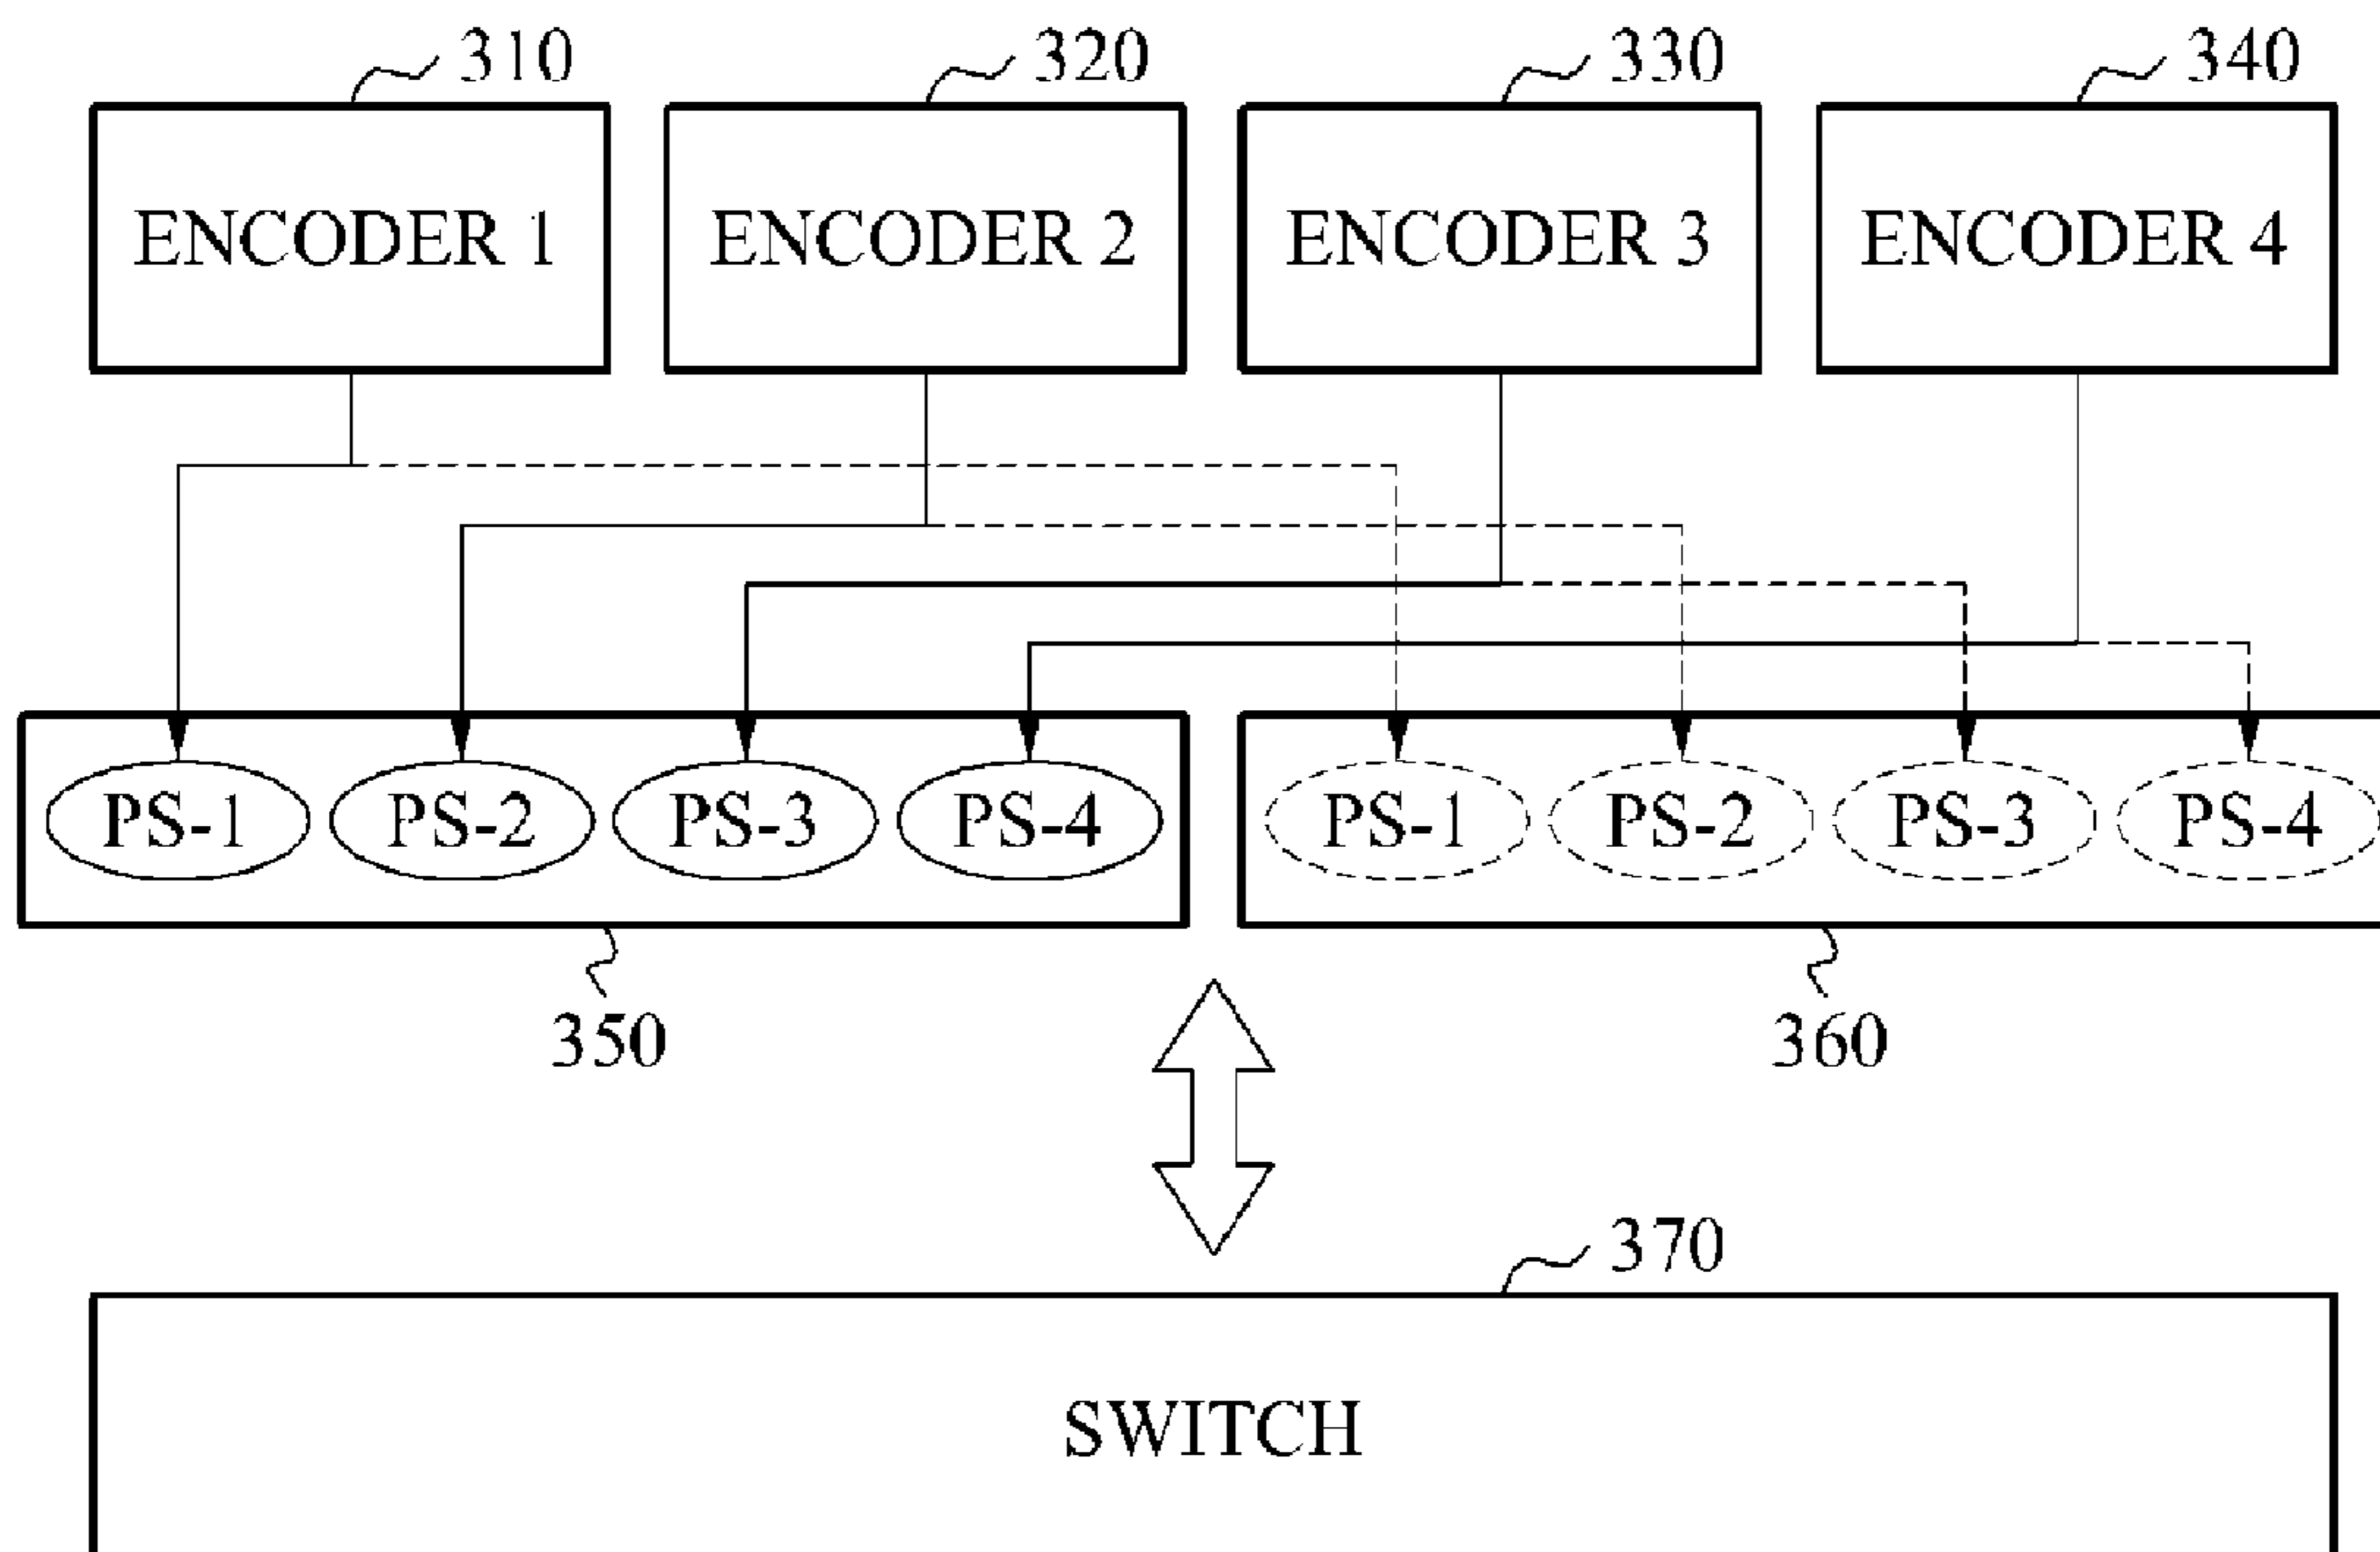 310 320 330 340
ENCODER 1 ENCODER 2 ENCODER 3 ENCODER 4
PS-1 PS-2 PS-3 PS-4 PS-1 PS-2 PS-3 PS-4
350 360
370
SWITCH